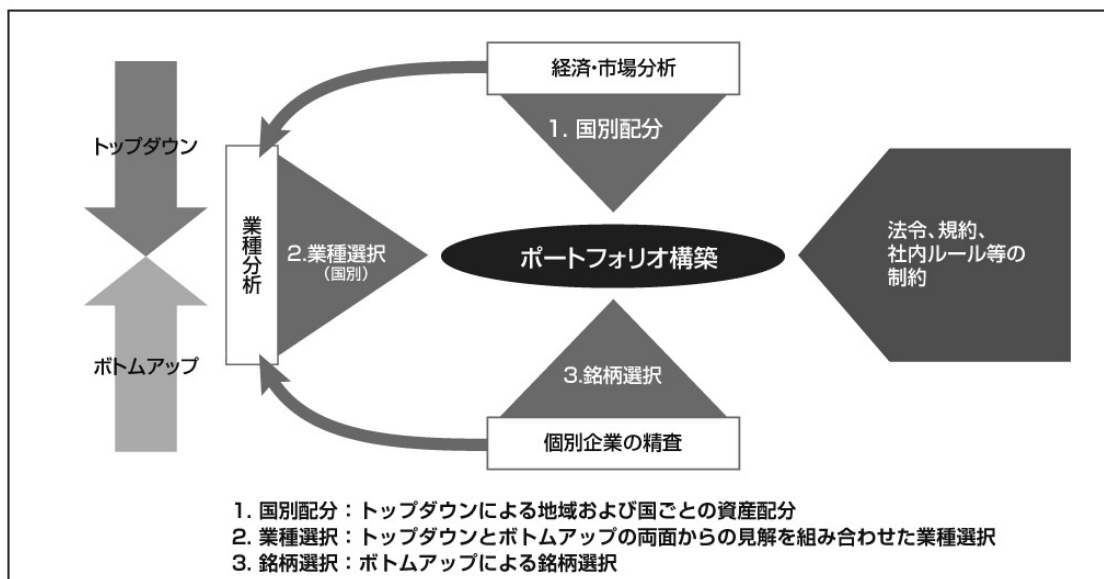 経済・市場分析
1. 国別配分
トップダウン
業種分析
2.業種選択
（国別）
ポートフォリオ構築
法令、規約、
社内ルール等の
制約
ボトムアップ
3.銘柄選択
個別企業の精査
1. 国別配分：トップダウンによる地域および国ごとの資産配分
2. 業種選択：トップダウンとボトムアップの両面からの見解を組み合わせた業種選択
3. 銘柄選択：ボトムアップによる銘柄選択